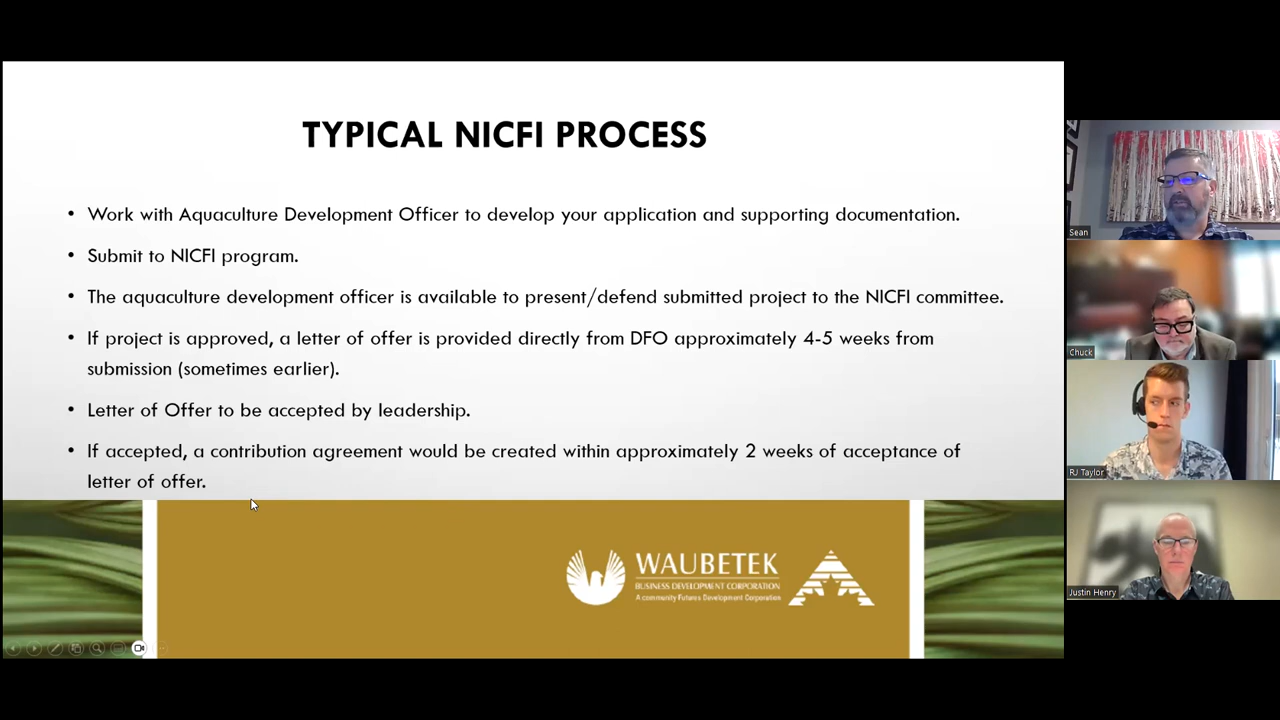 TYPICAL NICFI PROCESS
• Work with Aquaculture Development Officer to develop your application and supporting documentation.
• Submit to NICFI program.
• The aquaculture development officer is available to present/defend submitted project to the NICFI committee.
• If project is approved, a letter of offer is provided directly from DFO approximately 4-5 weeks from
submission (sometimes earlier).
• Letter of Offer to be accepted by leadership.
• If accepted, a contribution agreement would be created within approximately 2 weeks of acceptance of
letter of offer.
WAUBETEK
BUSINESS DEVELOPMENT CORPORATION
A community Futures Development Corporation
Sean
Chuck
RJ Taylor
Justin Henry